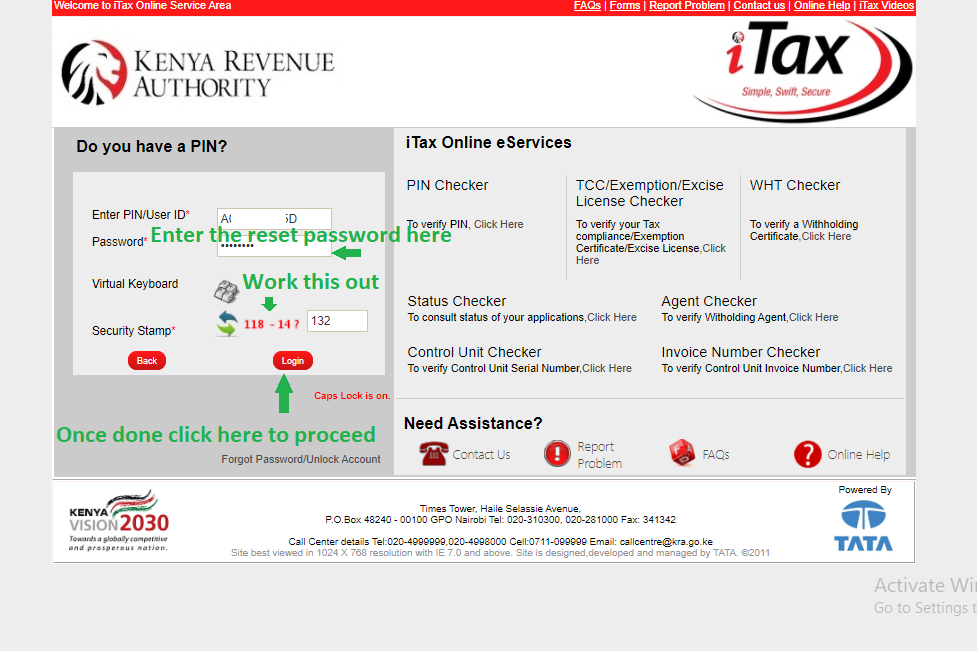 Welcome to iTax Online Service Area
FAQs | Forms | Report Problem | Contact us | Online Help | iTax Videos
KENYA REVENUE
AUTHORITY
iTax
Simple, Swift, Secure
Do you have a PIN?
Enter PIN/User ID*
A0 5D
Password*
Enter the reset password here
••••••••
Virtual Keyboard
Work this out
Security Stamp*
118 - 14 ?
132
Back
Login
Caps Lock is on.
Once done click here to proceed
Forgot Password/Unlock Account
iTax Online eServices
PIN Checker
To verify PIN, Click Here
TCC/Exemption/Excise
License Checker
To verify your Tax
compliance/Exemption
Certificate/Excise License,Click
Here
WHT Checker
To verify a Withholding
Certificate,Click Here
Status Checker
To consult status of your applications,Click Here
Agent Checker
To verify Witholding Agent,Click Here
Control Unit Checker
To verify Control Unit Serial Number,Click Here
Invoice Number Checker
To verify Control Unit Invoice Number,Click Here
Need Assistance?
Contact Us
Report
Problem
FAQs
Online Help
KENYA
VISION 2030
Towards a globally competitive
and prosperous nation.
Times Tower, Haile Selassie Avenue,
P.O.Box 48240 - 00100 GPO Nairobi Tel: 020-310300, 020-281000 Fax: 341342
Call Center details Tel:020-4999999,020-4998000 Cell:0711-099999 Email: callcentre@kra.go.ke
Site best viewed in 1024 X 768 resolution with IE 7.0 and above. Site is designed,developed and managed by TATA. ©2011
Powered By
TATA
Activate Wi
Go to Settings t